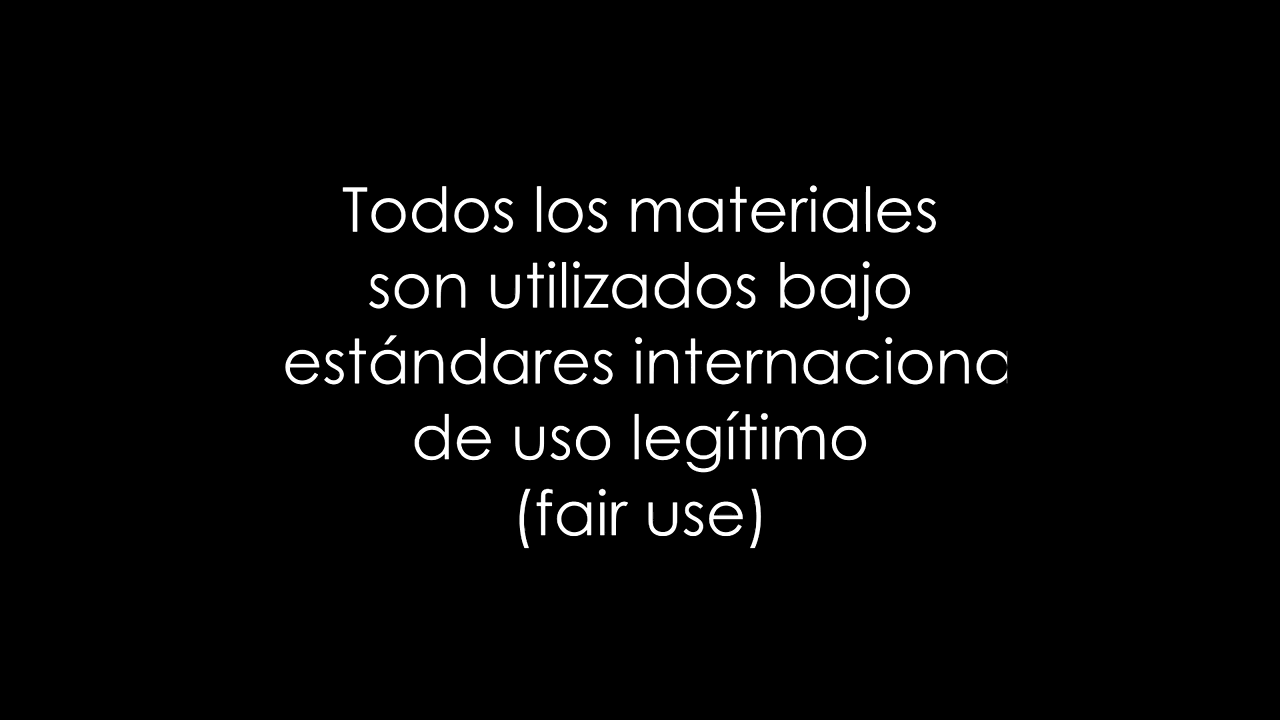 Todos los materiales
son utilizados bajo
estándares internaciona
de uso legítimo
(fair use)